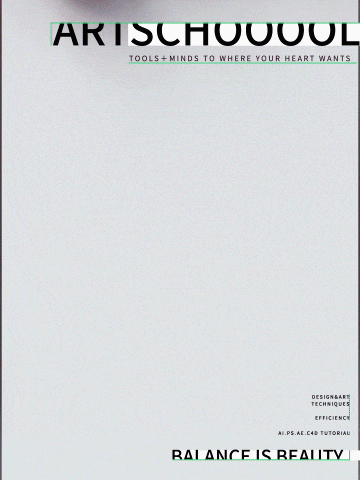 ARTSCHOOOOL
TOOLS+MINDS TO WHERE YOUR HEART WANTS
DESIGN&ART
TECHNIQUES
EFFICIENCY
AI.PS.AE.C4D TUTORIAL
BALANCE IS BEAUTY